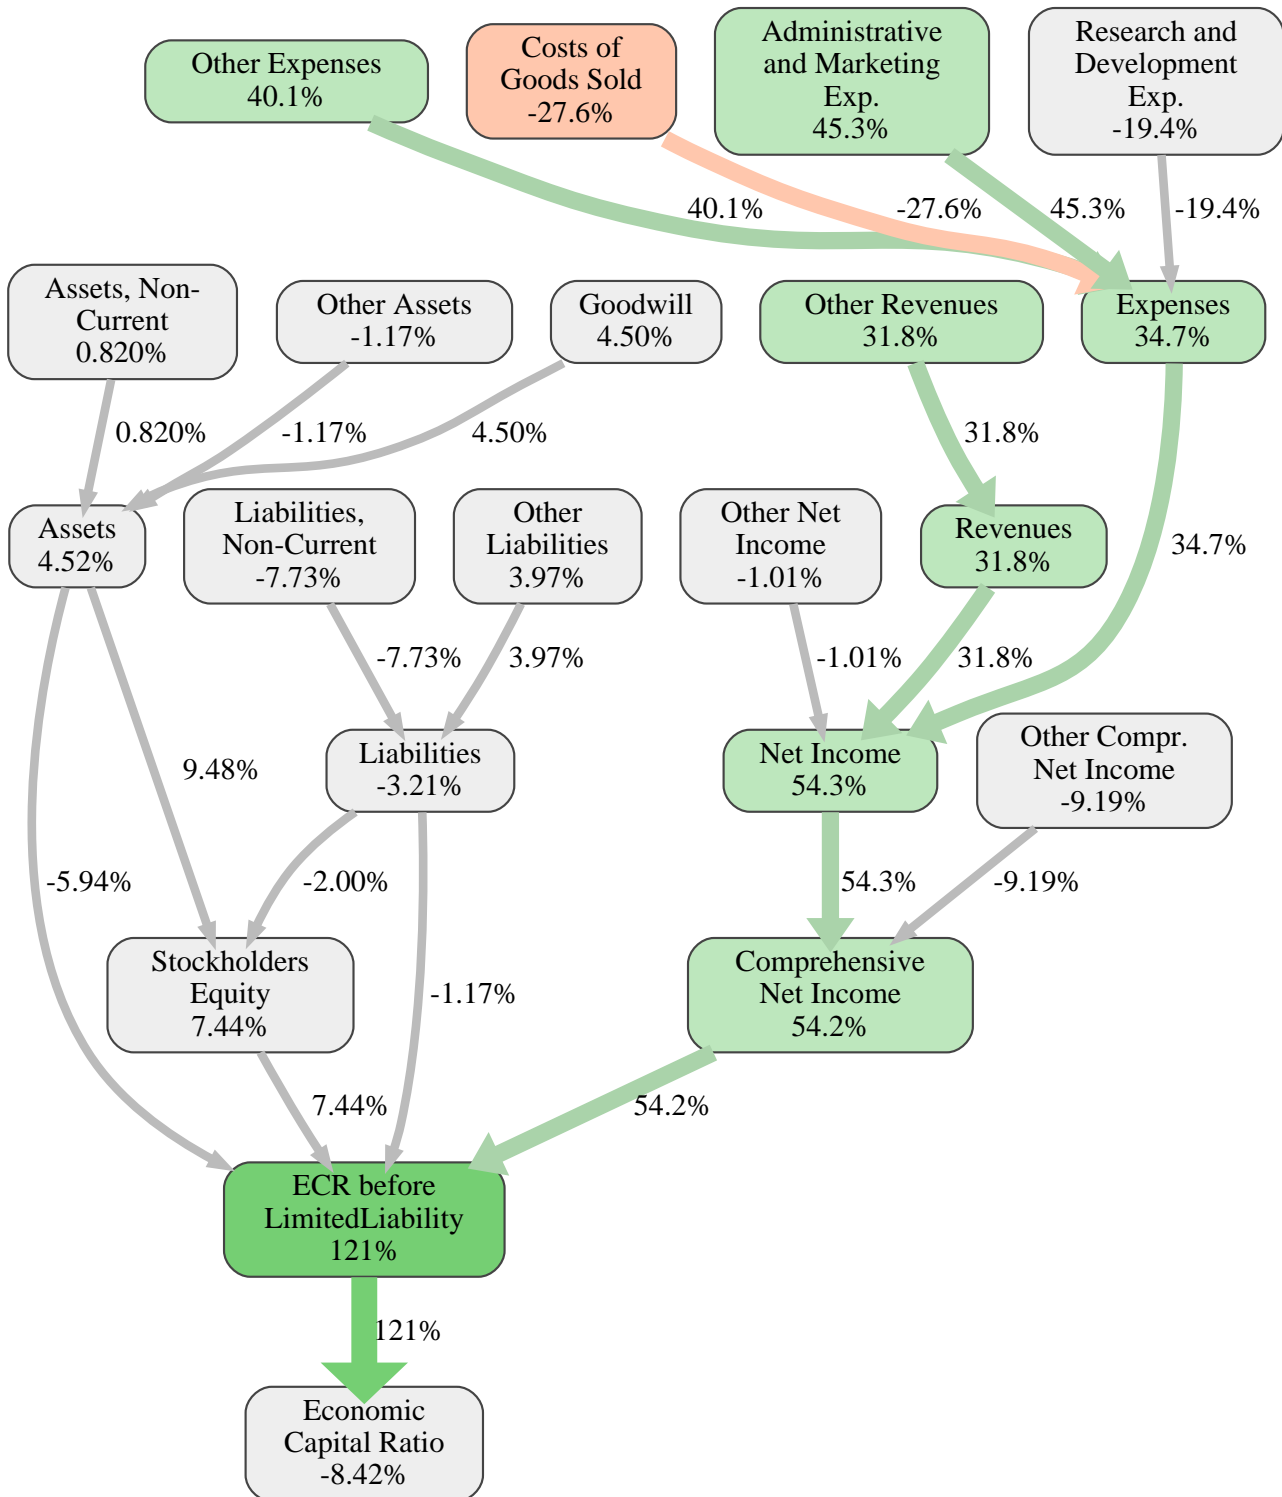 Other Expenses
40.1%
Costs of
Goods Sold
-27.6%
Administrative
and Marketing
Exp.
45.3%
Research and
Development
Exp.
-19.4%
40.1%
-27.6%
45.3%
-19.4%
Assets, Non-
Current
0.820%
Other Assets
-1.17%
Goodwill
4.50%
Other Revenues
31.8%
Expenses
34.7%
0.820%
-1.17%
4.50%
31.8%
Assets
4.52%
Liabilities,
Non-Current
-7.73%
Other
Liabilities
3.97%
Other Net
Income
-1.01%
Revenues
31.8%
34.7%
-7.73%
3.97%
-1.01%
31.8%
9.48%
Liabilities
-3.21%
Net Income
54.3%
Other Compr.
Net Income
-9.19%
-5.94%
-2.00%
54.3%
-9.19%
Stockholders
Equity
7.44%
-1.17%
Comprehensive
Net Income
54.2%
7.44%
54.2%
ECR before
LimitedLiability
121%
121%
Economic
Capital Ratio
-8.42%